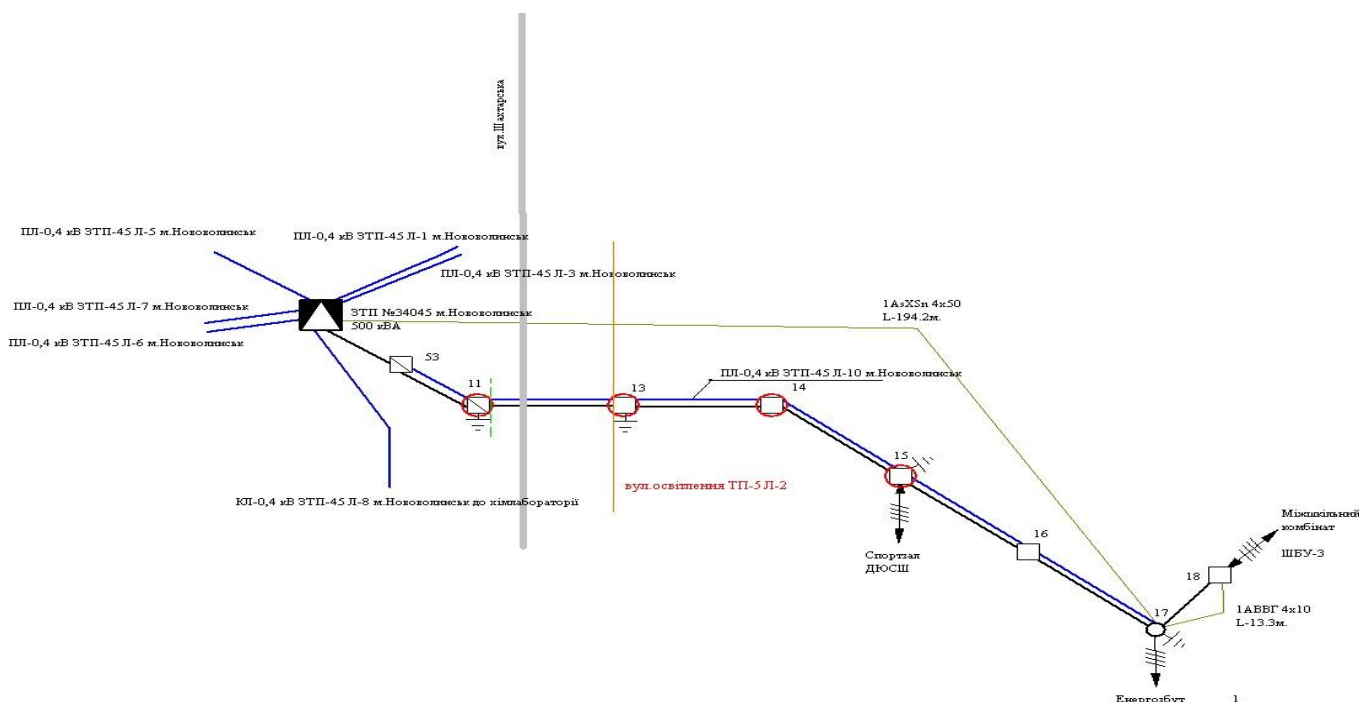 вул.Шахтарська
ПЛ-0,4 кВ ЗТП-45 Л-5 м.Нововолинськ
ПЛ-0,4 кВ ЗТП-45 Л-1 м.Нововолинськ
ПЛ-0,4 кВ ЗТП-45 Л-3 м.Нововолинськ
ПЛ-0,4 кВ ЗТП-45 Л-7 м.Нововолинськ
ЗТП №34045 м.Нововолинськ
500 кВА
ПЛ-0,4 кВ ЗТП-45 Л-6 м.Нововолинськ
1AsXSn 4х50
L-194.2м.
53
11
13
ПЛ-0,4 кВ ЗТП-45 Л-10 м.Нововолинськ
14
15
вул.освітлення ТП-5 Л-2
КЛ-0,4 кВ ЗТП-45 Л-8 м.Нововолинськ до хімлабораторії
Спортзал
ДЮСШ
16
Міжшкільний
комбінат
ШБУ-3
18
17
1АВВГ 4х10
L-13.3м.
Енергозбут 1